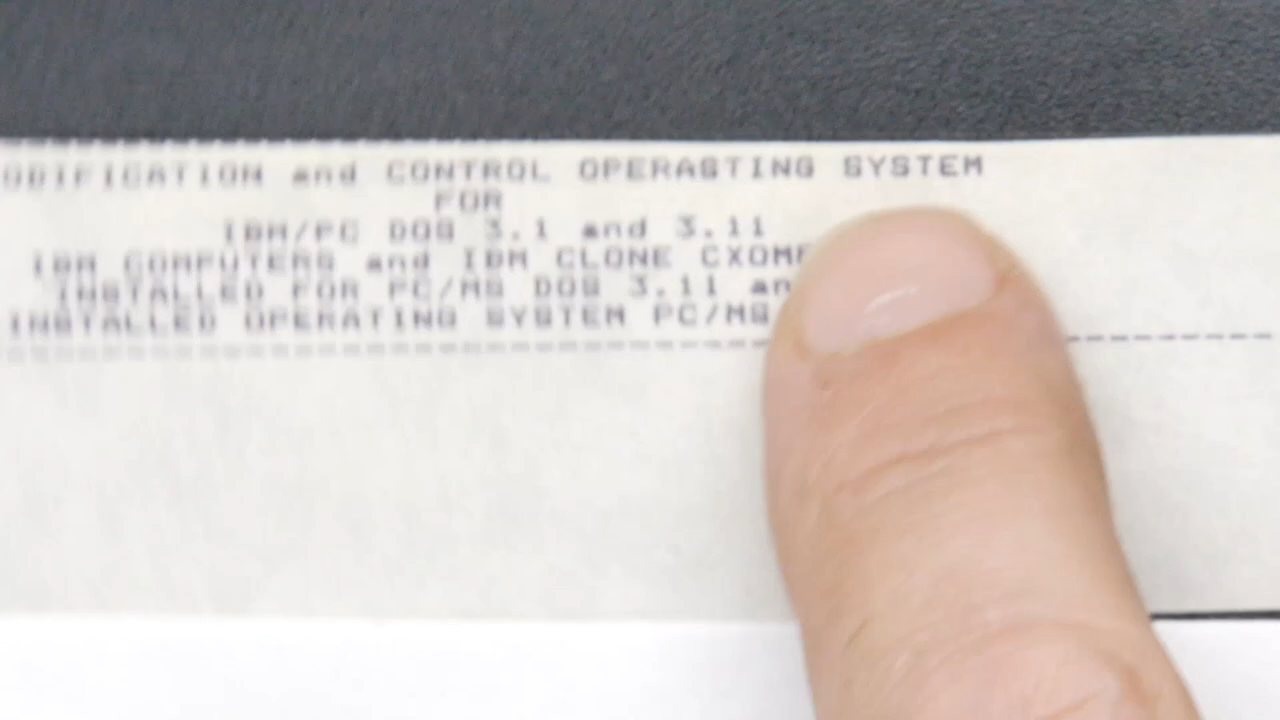 ODIFICATION and CONTROL OPERASTING SYSTEM
FOR
IBM/PC DOS 3.1 and 3.11
IBM COMPUTERS and IBM CLONE CXOMP
INSTALLED FOR PC/MS DOS 3.11 an
INSTALLED OPERATING SYSTEM PC/MS